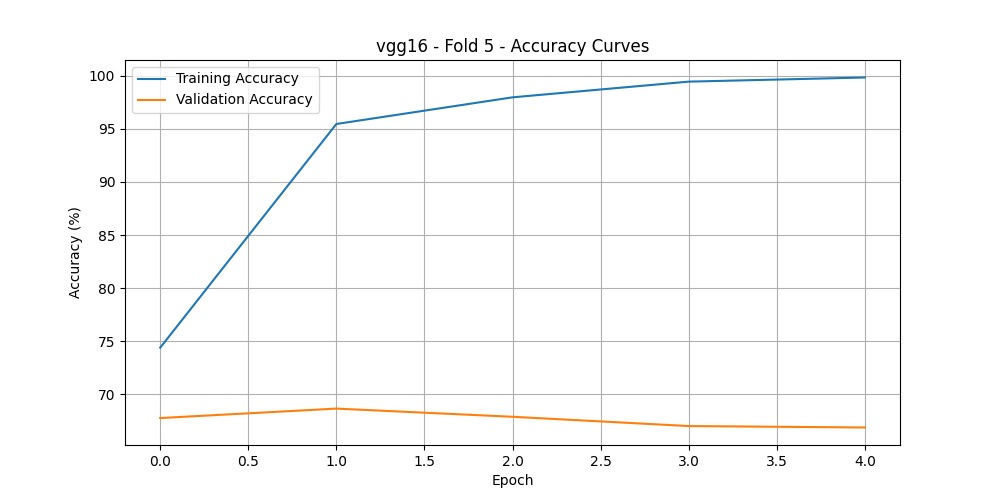 vgg16 - Fold 5 - Accuracy Curves
Training Accuracy
Validation Accuracy
Accuracy (%)
100
95
90
85
80
75
70
0.0 0.5 1.0 1.5 2.0 2.5 3.0 3.5 4.0
Epoch